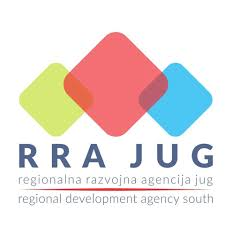 RRA JUG
regionalna razvojna agencija jug
regional development agency south